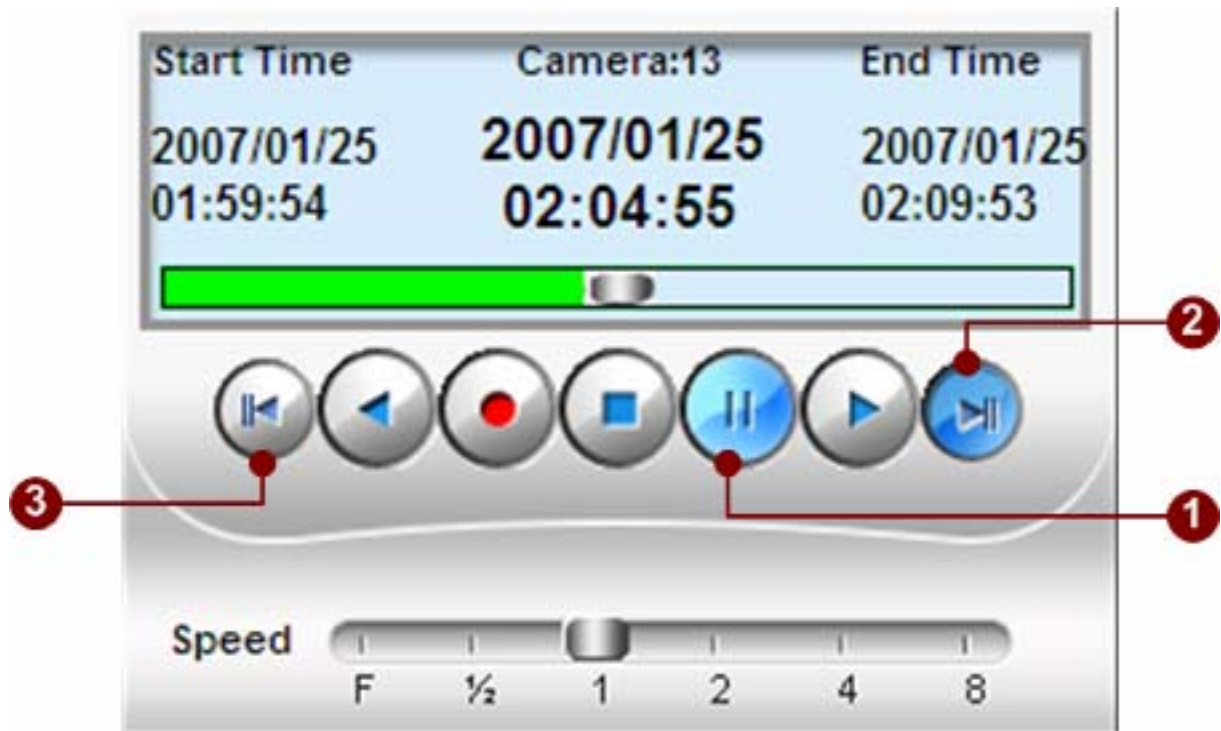 Start Time Camera:13 End Time
2007/01/25 2007/01/25 2007/01/25
01:59:54 02:04:55 02:09:53
2
3
1
Speed
F ½ 1 2 4 8